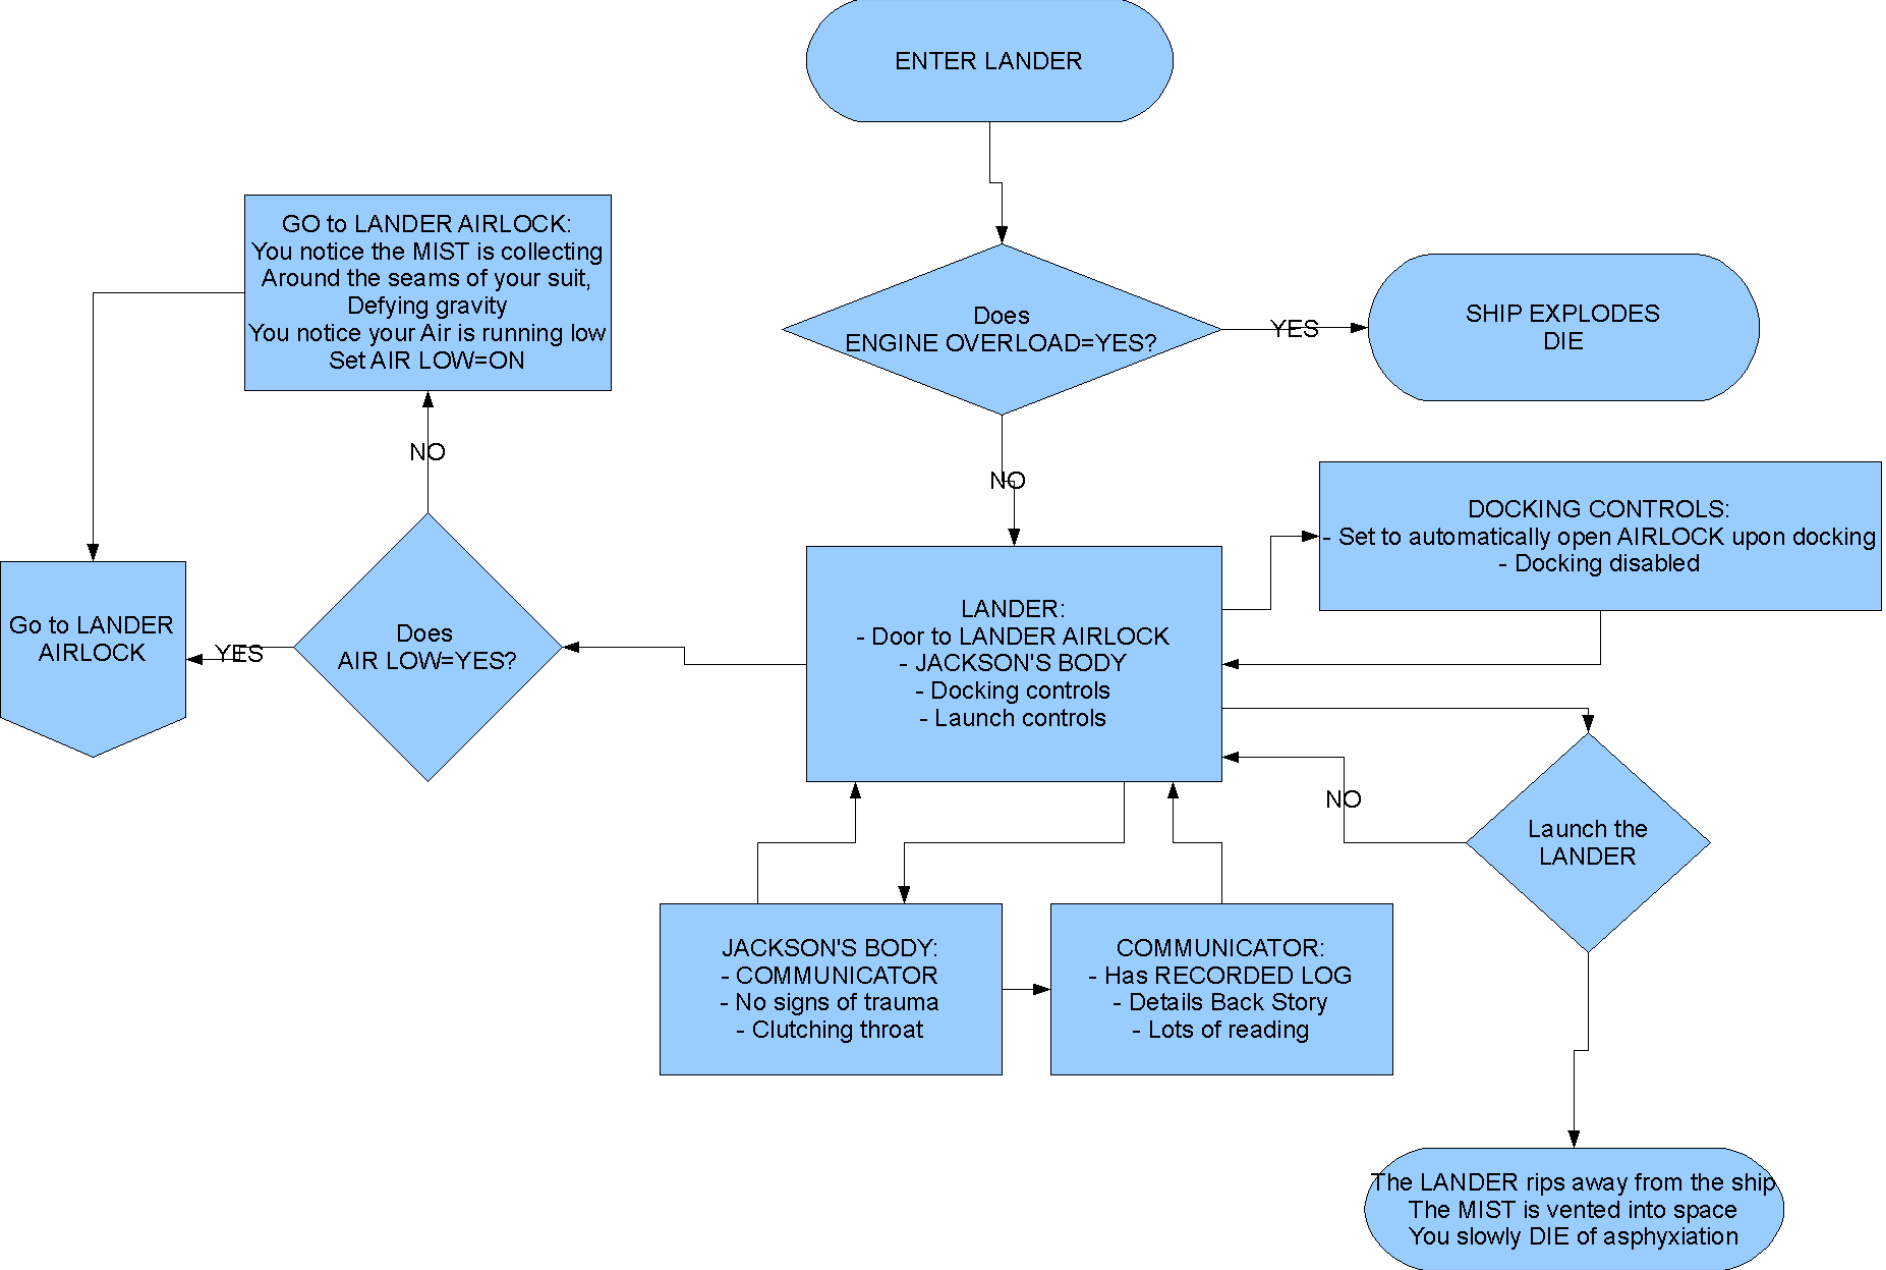 ENTER LANDER
GO to LANDER AIRLOCK:
You notice the MIST is collecting
Around the seams of your suit,
Defying gravity
You notice your Air is running low
Set AIR LOW=ON
Does
ENGINE OVERLOAD=YES?
YES
SHIP EXPLODES
DIE
NO
NO
DOCKING CONTROLS:
- Set to automatically open AIRLOCK upon docking
- Docking disabled
Go to LANDER
AIRLOCK
YES
Does
AIR LOW=YES?
LANDER:
- Door to LANDER AIRLOCK
- JACKSON'S BODY
- Docking controls
- Launch controls
NO
Launch the
LANDER
JACKSON'S BODY:
- COMMUNICATOR
- No signs of trauma
- Clutching throat
COMMUNICATOR:
- Has RECORDED LOG
- Details Back Story
- Lots of reading
The LANDER rips away from the ship
The MIST is vented into space
You slowly DIE of asphyxiation